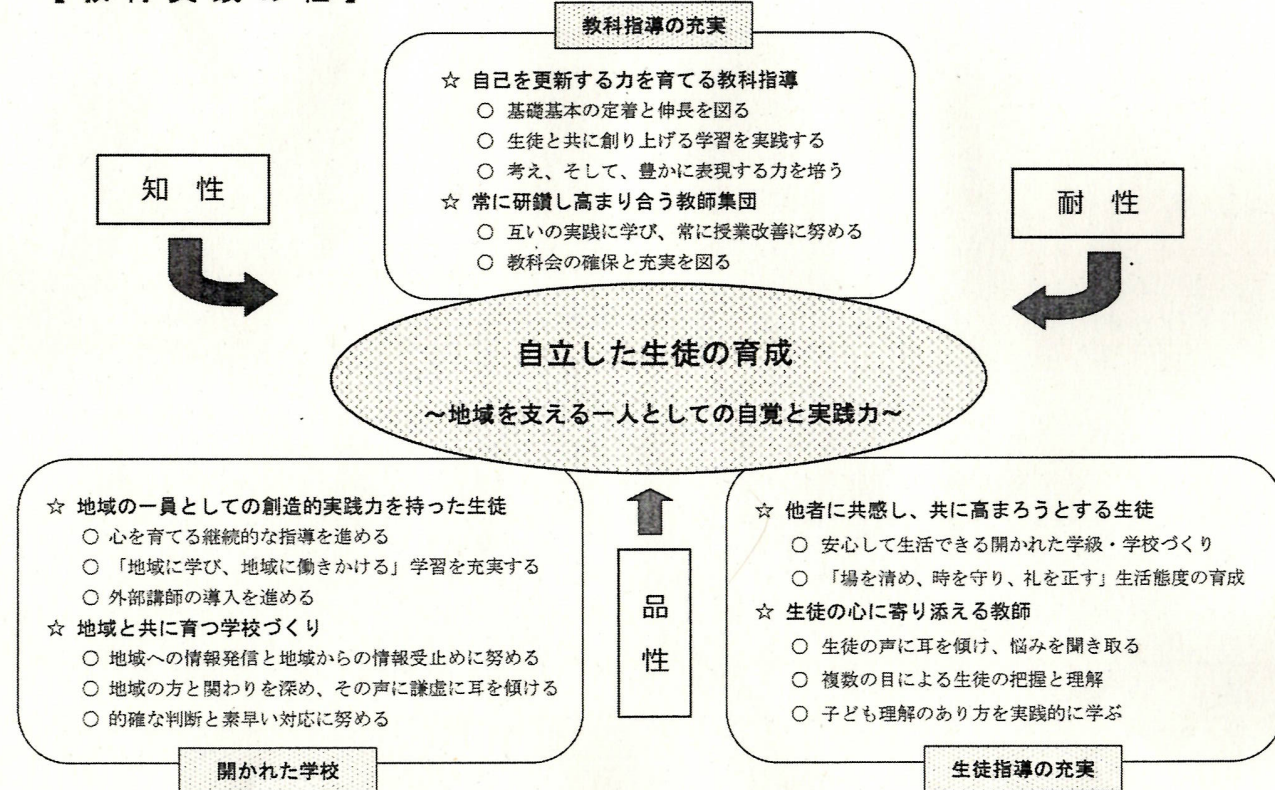 教科指導の充実
☆ 自己を更新する力を育てる教科指導
○ 基礎基本の定着と伸長を図る
○ 生徒と共に創り上げる学習を実践する
○ 考え、そして、豊かに表現する力を培う
☆ 常に研鑽し高まり合う教師集団
○ 互いの実践に学び、常に授業改善に努める
○ 教科会の確保と充実を図る
知 性
耐 性
自立した生徒の育成
～地域を支える一人としての自覚と実践力～
☆ 地域の一員としての創造的実践力を持った生徒
○ 心を育てる継続的な指導を進める
○ 「地域に学び、地域に働きかける」学習を充実する
○ 外部講師の導入を進める
☆ 地域と共に育つ学校づくり
○ 地域への情報発信と地域からの情報受止めに努める
○ 地域の方と関わりを深め、その声に謙虚に耳を傾ける
○ 的確な判断と素早い対応に努める
開かれた学校
品
性
☆ 他者に共感し、共に高まろうとする生徒
○ 安心して生活できる開かれた学級・学校づくり
○ 「場を清め、時を守り、礼を正す」生活態度の育成
☆ 生徒の心に寄り添える教師
○ 生徒の声に耳を傾け、悩みを聞き取る
○ 複数の目による生徒の把握と理解
○ 子ども理解のあり方を実践的に学ぶ
生徒指導の充実